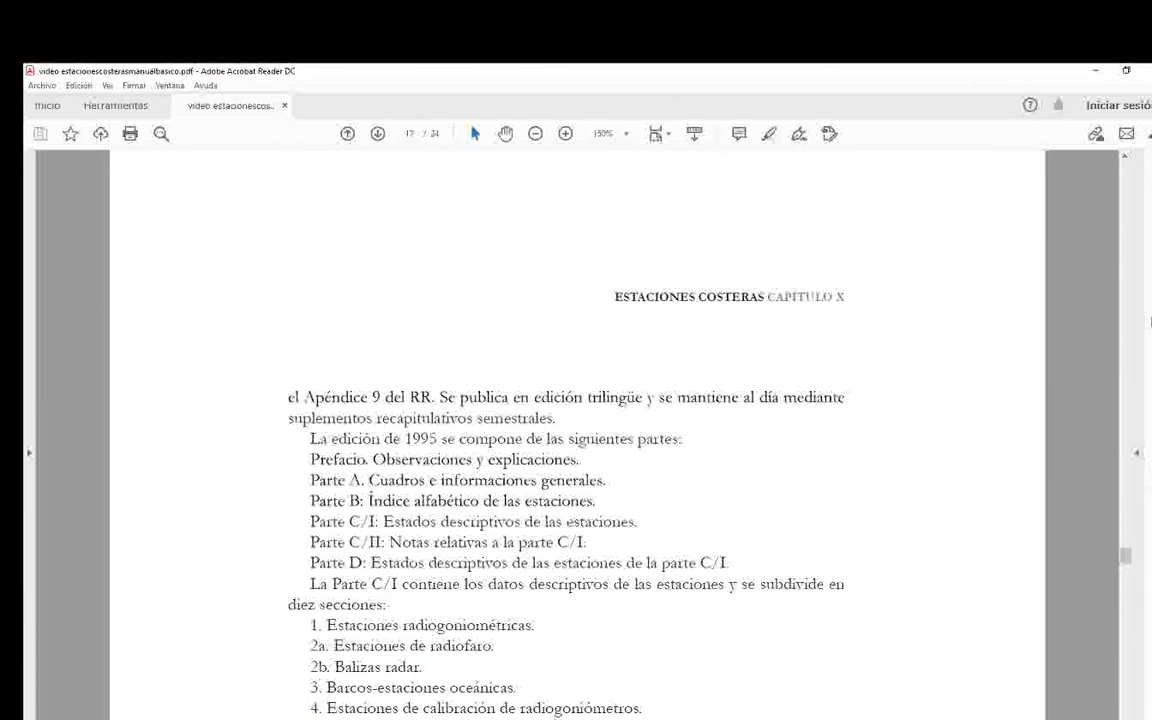 video estacionescosterasmanualbasico.pdf - Adobe Acrobat Reader DC
Archivo Edición Ver Firmar Ventana Ayuda
Inicio Herramientas video estacionescos... ×
Iniciar sesió
17 / 24 150%
ESTACIONES COSTERAS CAPÍTULO X
el Apéndice 9 del RR. Se publica en edición trilingüe y se mantiene al día mediante
suplementos recapitulativos semestrales.
La edición de 1995 se compone de las siguientes partes:
Prefacio. Observaciones y explicaciones.
Parte A. Cuadros e informaciones generales.
Parte B: Índice alfabético de las estaciones.
Parte C/I: Estados descriptivos de las estaciones.
Parte C/II: Notas relativas a la parte C/I:
Parte D: Estados descriptivos de las estaciones de la parte C/I.
La Parte C/I contiene los datos descriptivos de las estaciones y se subdivide en
diez secciones:
1. Estaciones radiogoniométricas.
2a. Estaciones de radiofaro.
2b. Balizas radar.
3. Barcos-estaciones oceánicas.
4. Estaciones de calibración de radiogoniómetros.